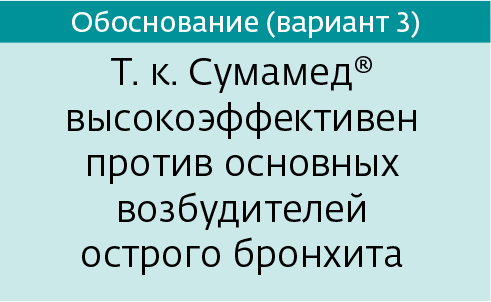 Обоснование (вариант 3)
Т. к. Сумамед®
высокоэффективен
против основных
возбудителей
острого бронхита